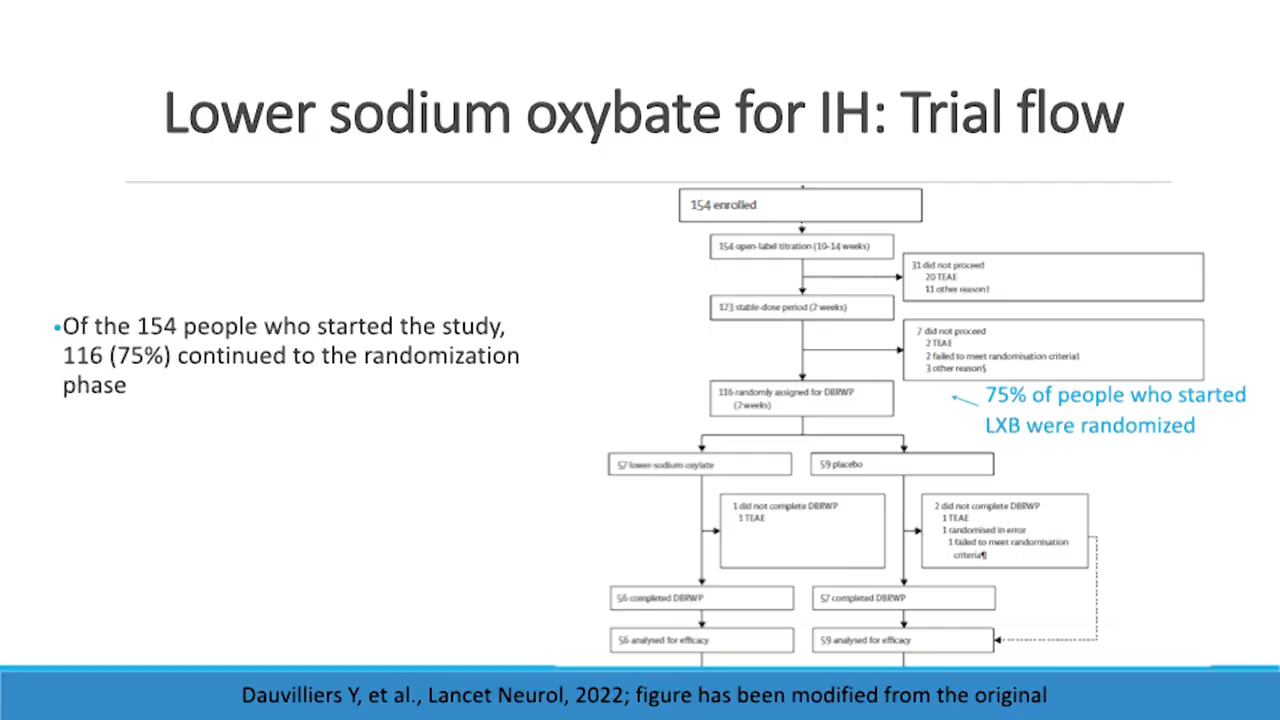 Lower sodium oxybate for IH: Trial flow
•Of the 154 people who started the study,
116 (75%) continued to the randomization
phase
154 enrolled
154 open-label titration (10-14 weeks)
31 did not proceed
20 TEAE
11 other reason†
123 stable-dose period (2 weeks)
7 did not proceed
2 TEAE
2 failed to meet randomisation criteria‡
3 other reason§
116 randomly assigned for DBRWP
(2 weeks)
75% of people who started
LXB were randomized
57 lower-sodium oxylate
59 placebo
1 did not complete DBRWP
1 TEAE
2 did not complete DBRWP
1 TEAE
1 randomised in error
1 failed to meet randomisation
criteria¶
56 completed DBRWP
57 completed DBRWP
56 analysed for efficacy
59 analysed for efficacy
Dauvilliers Y, et al., Lancet Neurol, 2022; figure has been modified from the original